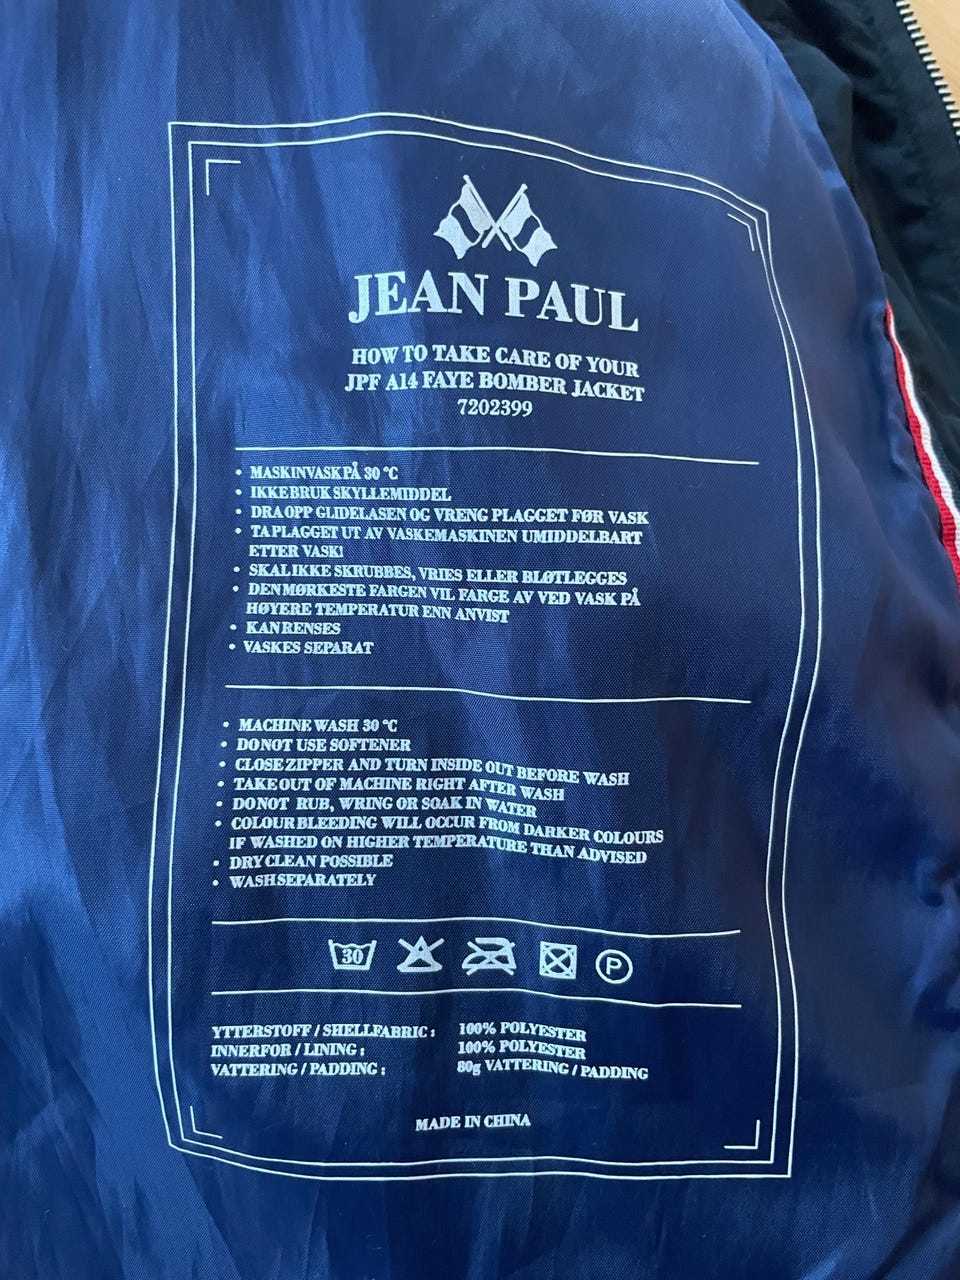 JEAN PAUL
HOW TO TAKE CARE OF YOUR
JPF A14 FAYE BOMBER JACKET
7202399
• MASKINVASK PÅ 30 °C
• IKKE BRUK SKYLLEMIDDEL
• DRA OPP GLIDELASEN OG VRENG PLAGGET FØR VASK
• TA PLAGGET UT AV VASKEMASKINEN UMIDDELBART
ETTER VASK!
• SKAL IKKE SKRUBBES, VRIES ELLER BLØTLEGGES
• DEN MØRKESTE FARGEN VIL FARGE AV VED VASK PÅ
HØYERE TEMPERATUR ENN ANVIST
• KAN RENSES
• VASKES SEPARAT
• MACHINE WASH 30 °C
• DO NOT USE SOFTENER
• CLOSE ZIPPER AND TURN INSIDE OUT BEFORE WASH
• TAKE OUT OF MACHINE RIGHT AFTER WASH
• DO NOT RUB, WRING OR SOAK IN WATER
• COLOUR BLEEDING WILL OCCUR FROM DARKER COLOURS
IF WASHED ON HIGHER TEMPERATURE THAN ADVISED
• DRY CLEAN POSSIBLE
• WASH SEPARATELY
30 P
YTTERSTOFF / SHELLFABRIC : 100% POLYESTER
INNERFOR / LINING : 100% POLYESTER
VATTERING / PADDING : 80g VATTERING / PADDING
MADE IN CHINA